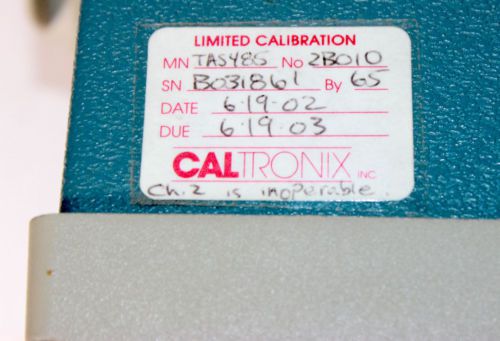 LIMITED CALIBRATION
MN TAS485 No 2B010
SN B031861 By 65
DATE 6-19-02
DUE 6-19-03
CALTRONIX INC
Ch.2 is inoperable.